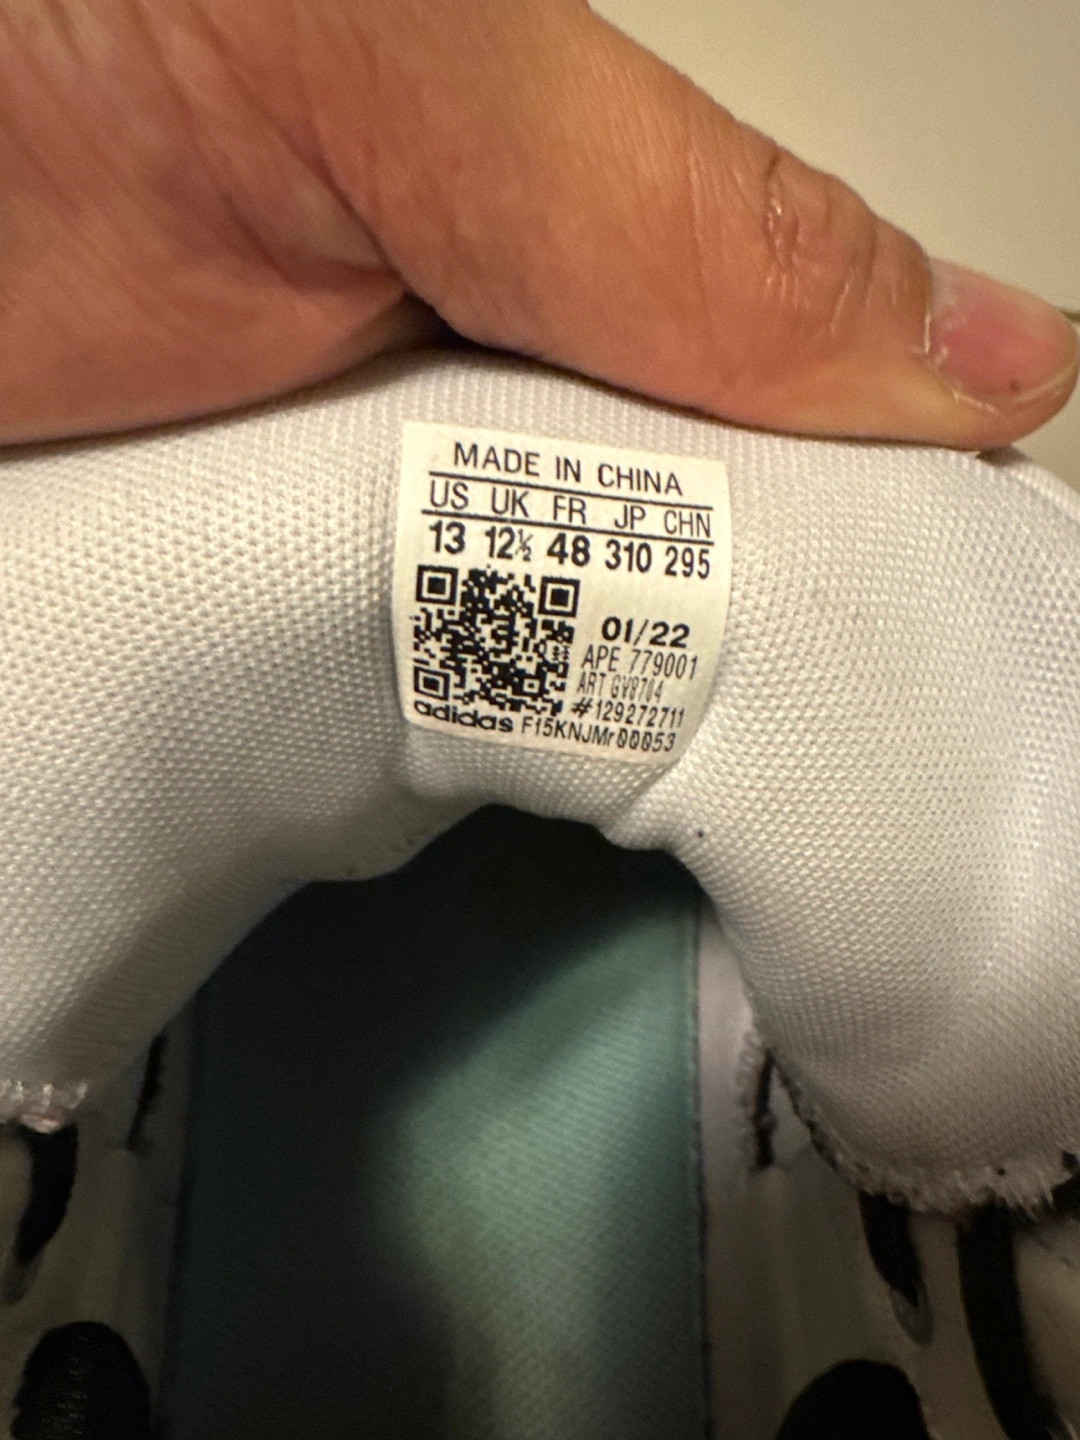 MADE IN CHINA
US UK FR JP CHN
13 12½ 48 310 295
01/22
APE 779001
ART GV8704
#129272711
adidas F15KNJMr00053